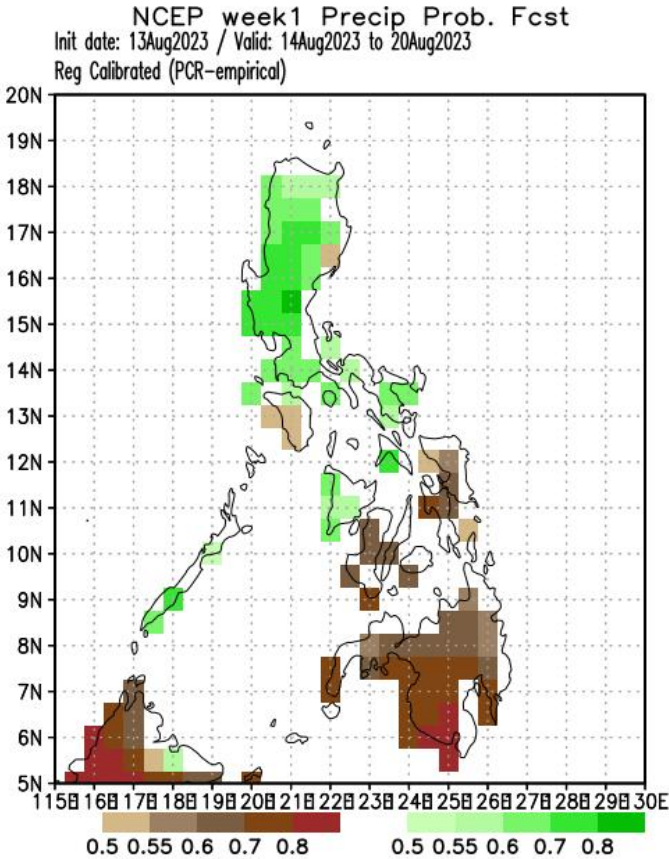 NCEP week1 Precip Prob. Fcst
Init date: 13Aug2023 / Valid: 14Aug2023 to 20Aug2023
Reg Calibrated (PCR-empirical)
20N
19N
18N
17N
16N
15N
14N
13N
12N
11N
10N
9N
8N
7N
6N
5N
115E 116E 117E 118E 119E 120E 121E 122E 123E 124E 125E 126E 127E 128E 129E 130E
0.5 0.55 0.6 0.7 0.8 0.5 0.55 0.6 0.7 0.8